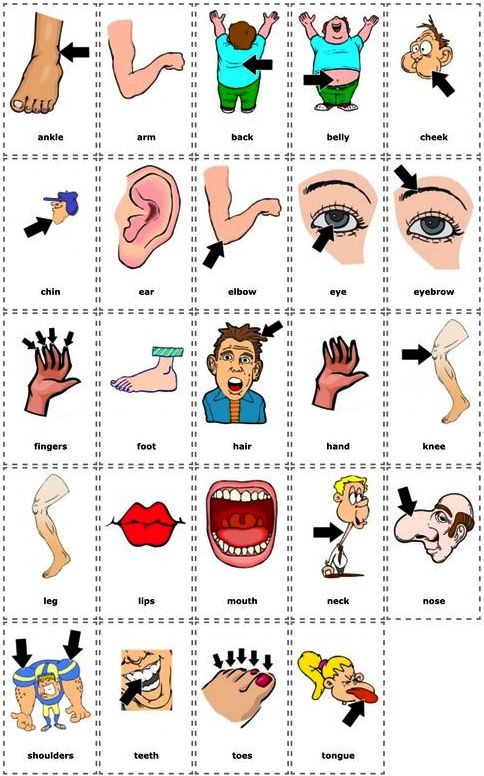 ankle arm back belly cheek
chin ear elbow eye eyebrow
fingers foot hair hand knee
leg lips mouth neck nose
shoulders teeth toes tongue